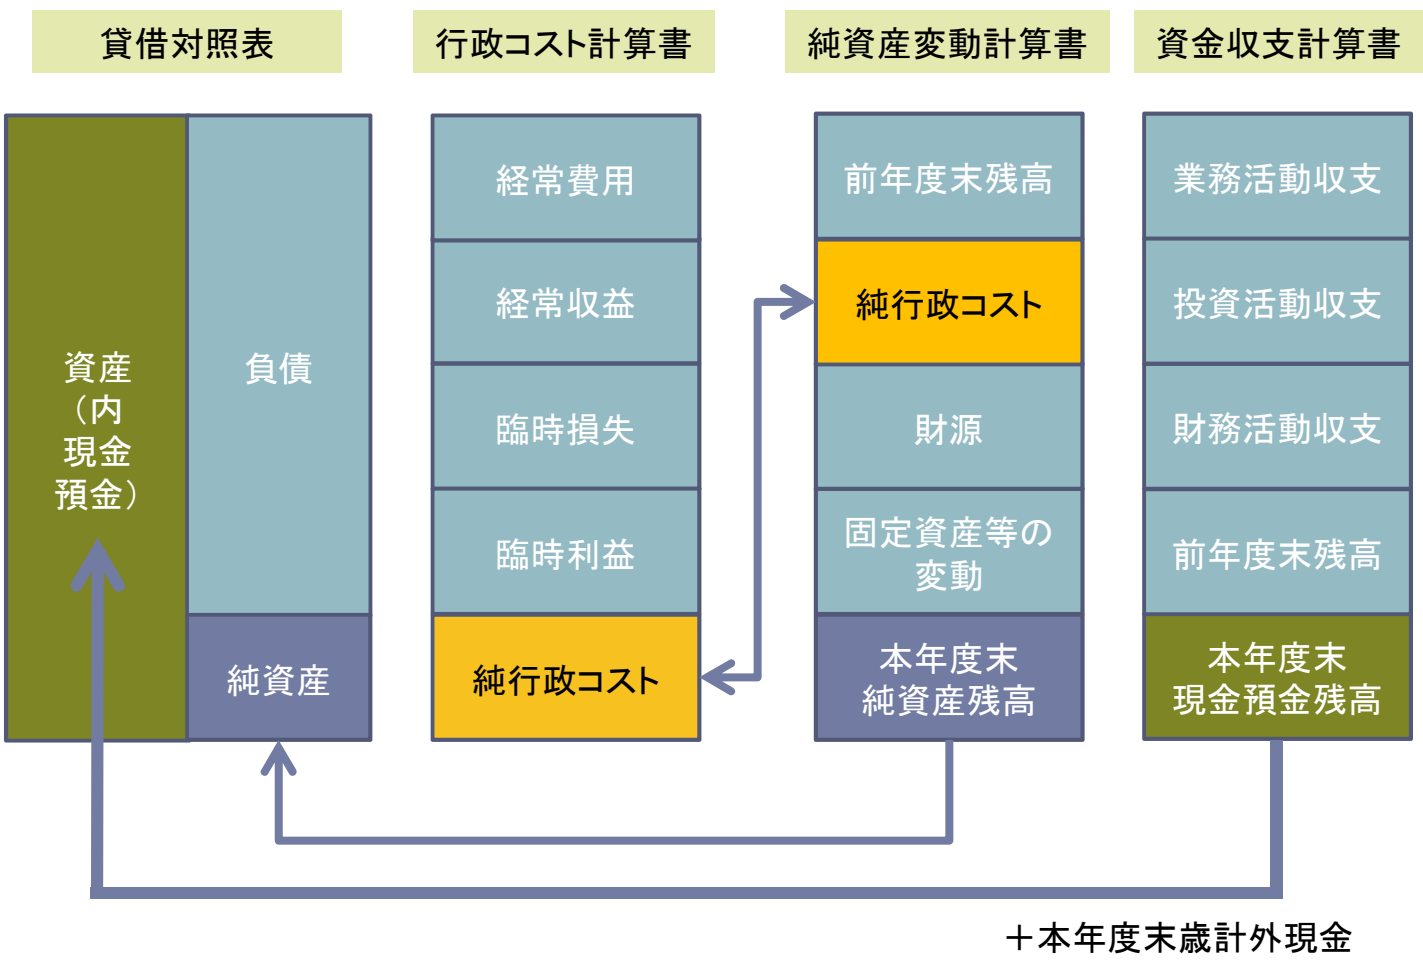 貸借対照表
行政コスト計算書
純資産変動計算書
資金収支計算書
資産
（内
現金
預金）
負債
純資産
経常費用
経常収益
臨時損失
臨時利益
純行政コスト
前年度末残高
純行政コスト
財源
固定資産等の
変動
本年度末
純資産残高
業務活動収支
投資活動収支
財務活動収支
前年度末残高
本年度末
現金預金残高
＋本年度末歳計外現金